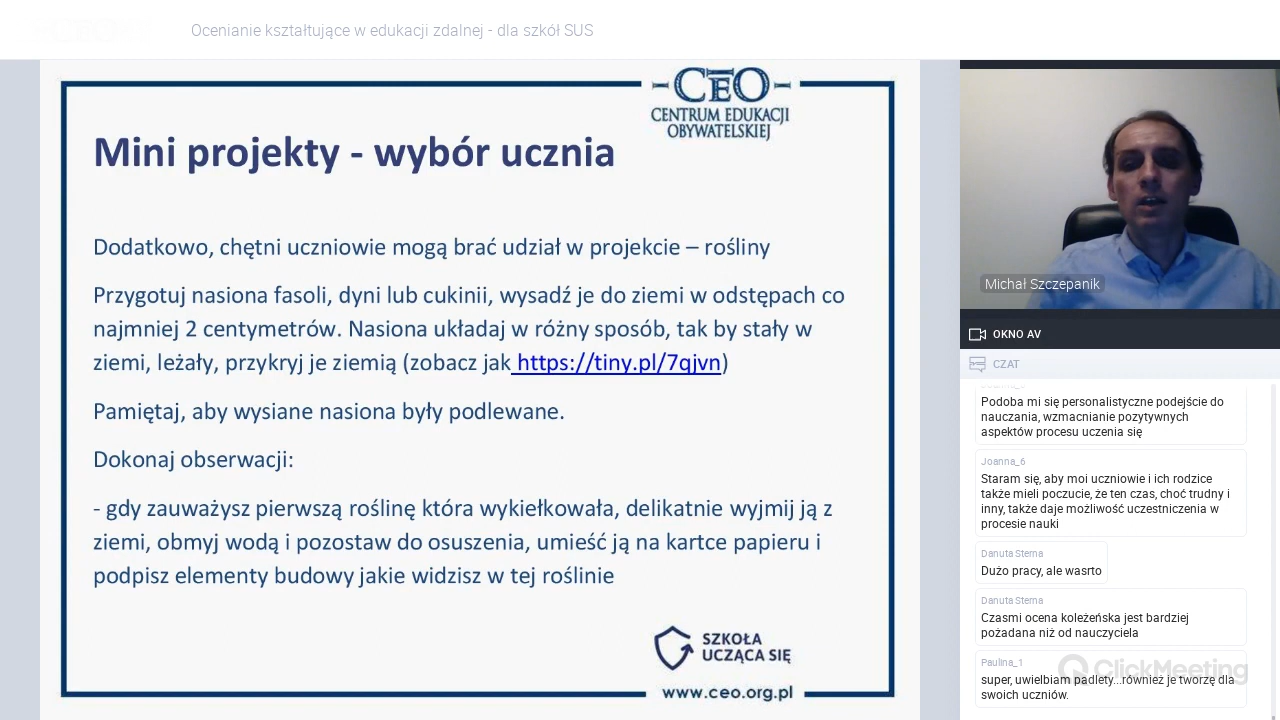 Ocenianie kształtujące w edukacji zdalnej - dla szkół SUS
CEO
CENTRUM EDUKACJI
OBYWATELSKIEJ
Mini projekty - wybór ucznia
Dodatkowo, chętni uczniowie mogą brać udział w projekcie – rośliny
Przygotuj nasiona fasoli, dyni lub cukinii, wysadź je do ziemi w odstępach co
najmniej 2 centymetrów. Nasiona układaj w różny sposób, tak by stały w
ziemi, leżały, przykryj je ziemią (zobacz jak https://tiny.pl/7qjvn)
Pamiętaj, aby wysiane nasiona były podlewane.
Dokonaj obserwacji:
- gdy zauważysz pierwszą roślinę która wykiełkowała, delikatnie wyjmij ją z
ziemi, obmyj wodą i pozostaw do osuszenia, umieść ją na kartce papieru i
podpisz elementy budowy jakie widzisz w tej roślinie
SZKOŁA
UCZĄCA SIĘ
www.ceo.org.pl
Michał Szczepanik
OKNO AV
CZAT
Podoba mi się personalistyczne podejście do
nauczania, wzmacnianie pozytywnych
aspektów procesu uczenia się
Joanna_6
Staram się, aby moi uczniowie i ich rodzice
także mieli poczucie, że ten czas, choć trudny i
inny, także daje możliwość uczestniczenia w
procesie nauki
Danuta Sterna
Dużo pracy, ale wasrto
Danuta Sterna
Czasmi ocena koleżeńska jest bardziej
pożadana niż od nauczyciela
Paulina_1
super, uwielbiam padlety...również je tworzę dla
swoich uczniów.
ClickMeeting